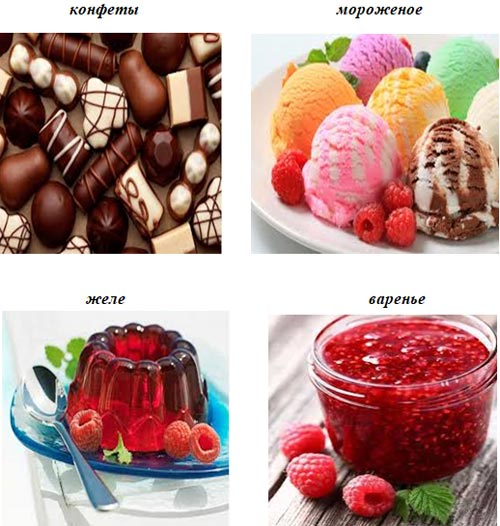 конфеты
мороженое
желе
варенье